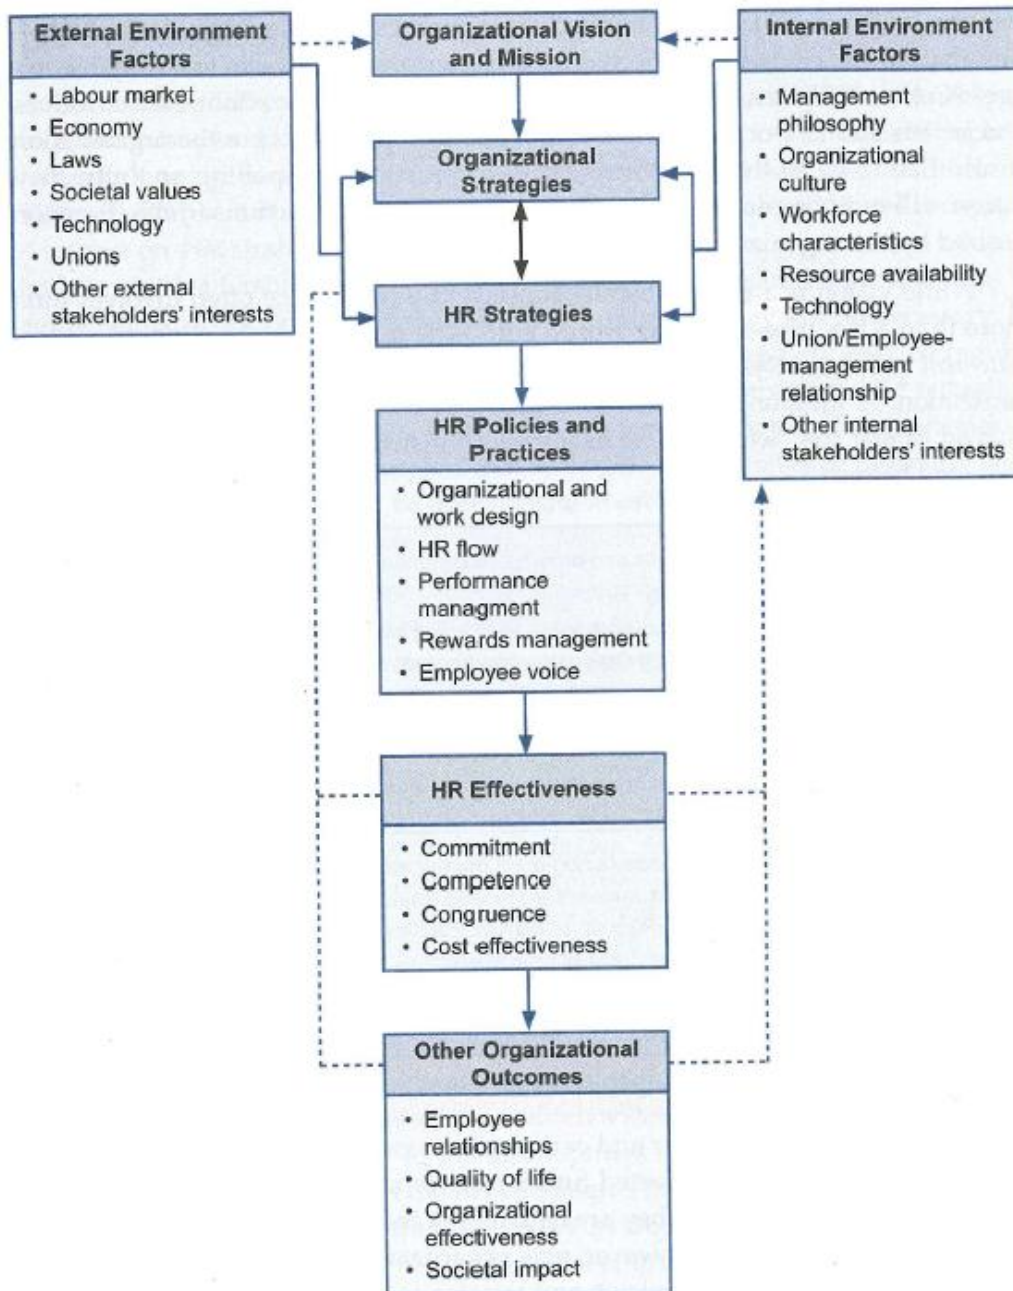 External Environment
Factors
• Labour market
• Economy
• Laws
• Societal values
• Technology
• Unions
• Other external
stakeholders' interests
Organizational Vision
and Mission
Organizational
Strategies
HR Strategies
Internal Environment
Factors
• Management
philosophy
• Organizational
culture
• Workforce
characteristics
• Resource availability
• Technology
• Union/Employee-
management
relationship
• Other internal
stakeholders' interests
HR Policies and
Practices
• Organizational and
work design
• HR flow
• Performance
managment
• Rewards management
• Employee voice
HR Effectiveness
• Commitment
• Competence
• Congruence
• Cost effectiveness
Other Organizational
Outcomes
• Employee
relationships
• Quality of life
• Organizational
effectiveness
• Societal impact